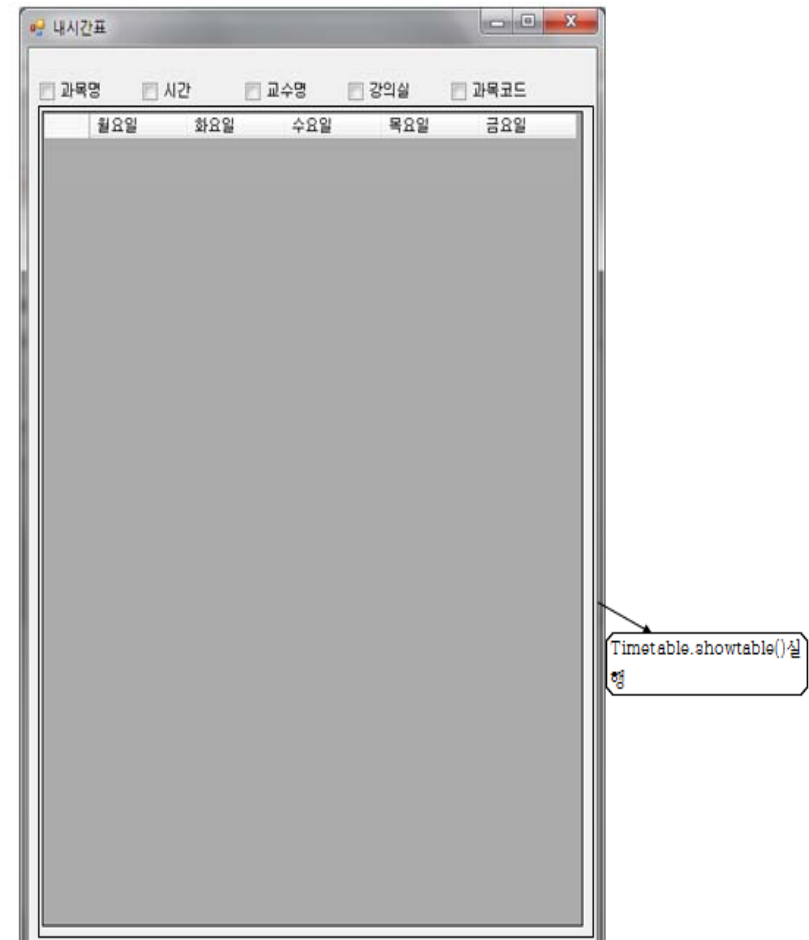 내시간표
과목명 시간 교수명 강의실 과목코드
월요일 화요일 수요일 목요일 금요일
Timetable.showtable()실
행